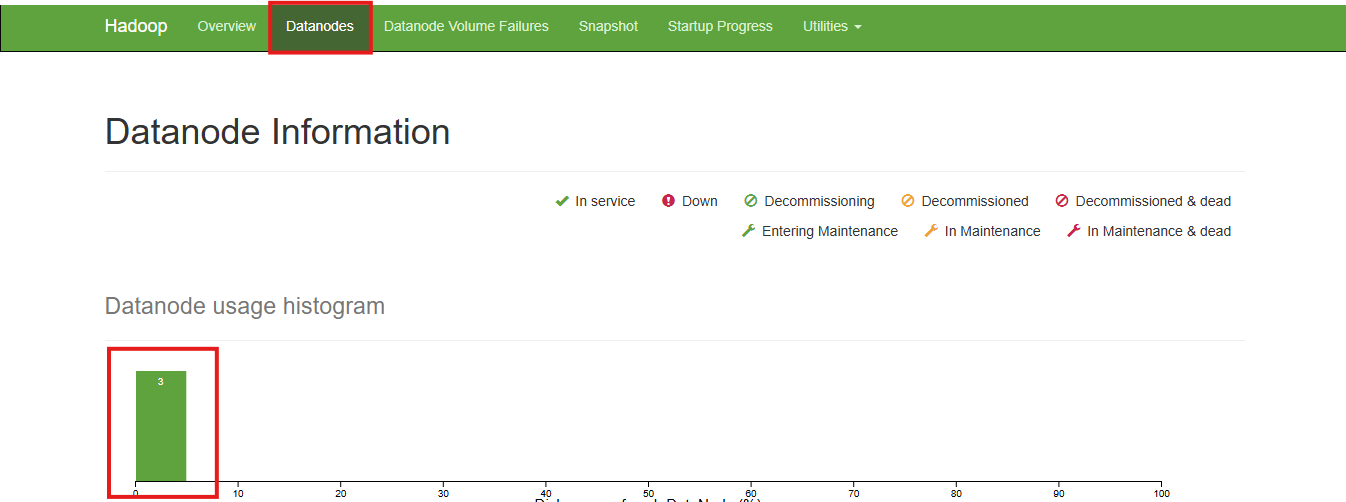 Hadoop Overview Datanodes Datanode Volume Failures Snapshot Startup Progress Utilities
Datanode Information
In service Down Decommissioning Decommissioned Decommissioned & dead
Entering Maintenance In Maintenance In Maintenance & dead
Datanode usage histogram
3
0 10 20 30 40 50 60 70 80 90 100